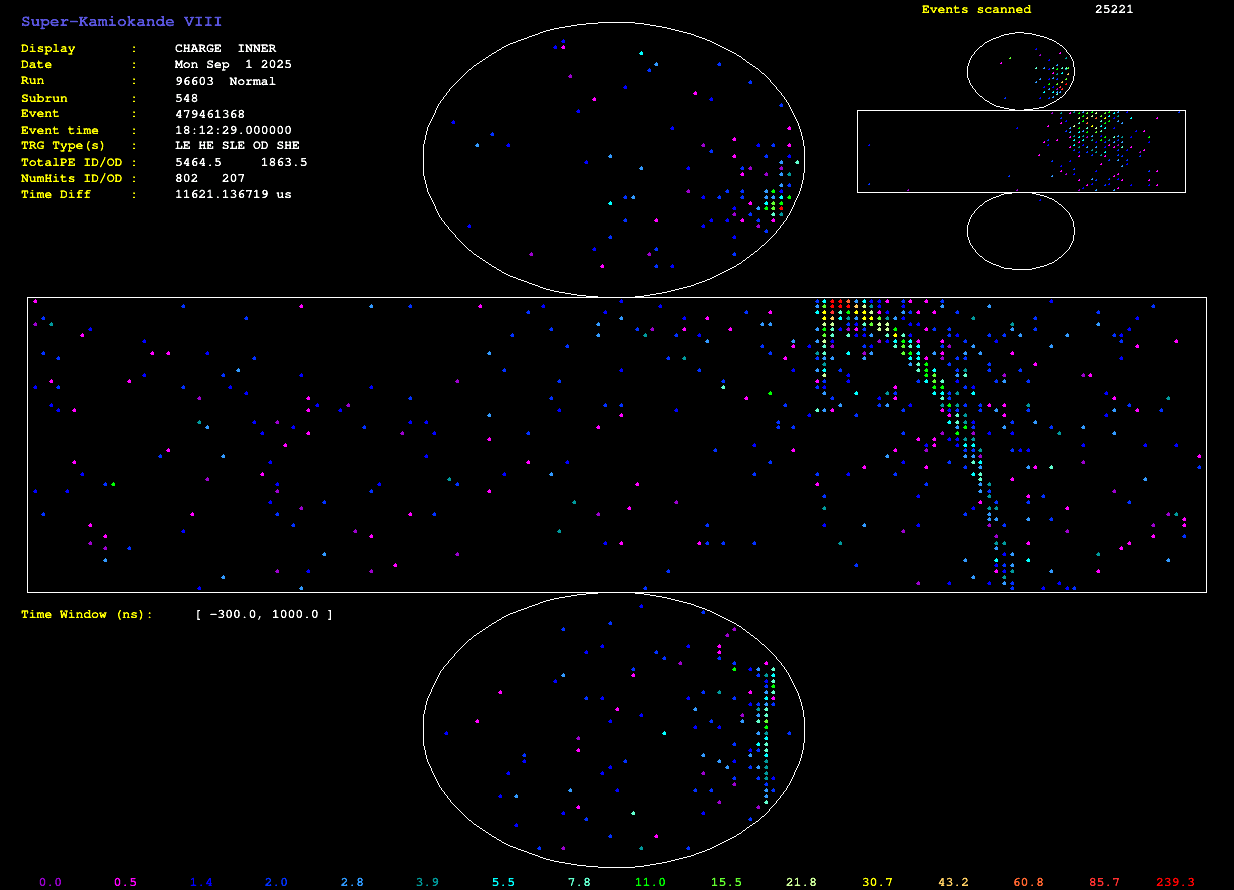 Super-Kamiokande VIII
Events scanned 25221
Display : CHARGE INNER
Date : Mon Sep 1 2025
Run : 96603 Normal
Subrun : 548
Event : 479461368
Event time : 18:12:29.000000
TRG Type(s) : LE HE SLE OD SHE
TotalPE ID/OD : 5464.5 1863.5
NumHits ID/OD : 802 207
Time Diff : 11621.136719 us
Time Window (ns): [ -300.0, 1000.0 ]
0.0 0.5 1.4 2.0 2.8 3.9 5.5 7.8 11.0 15.5 21.8 30.7 43.2 60.8 85.7 239.3